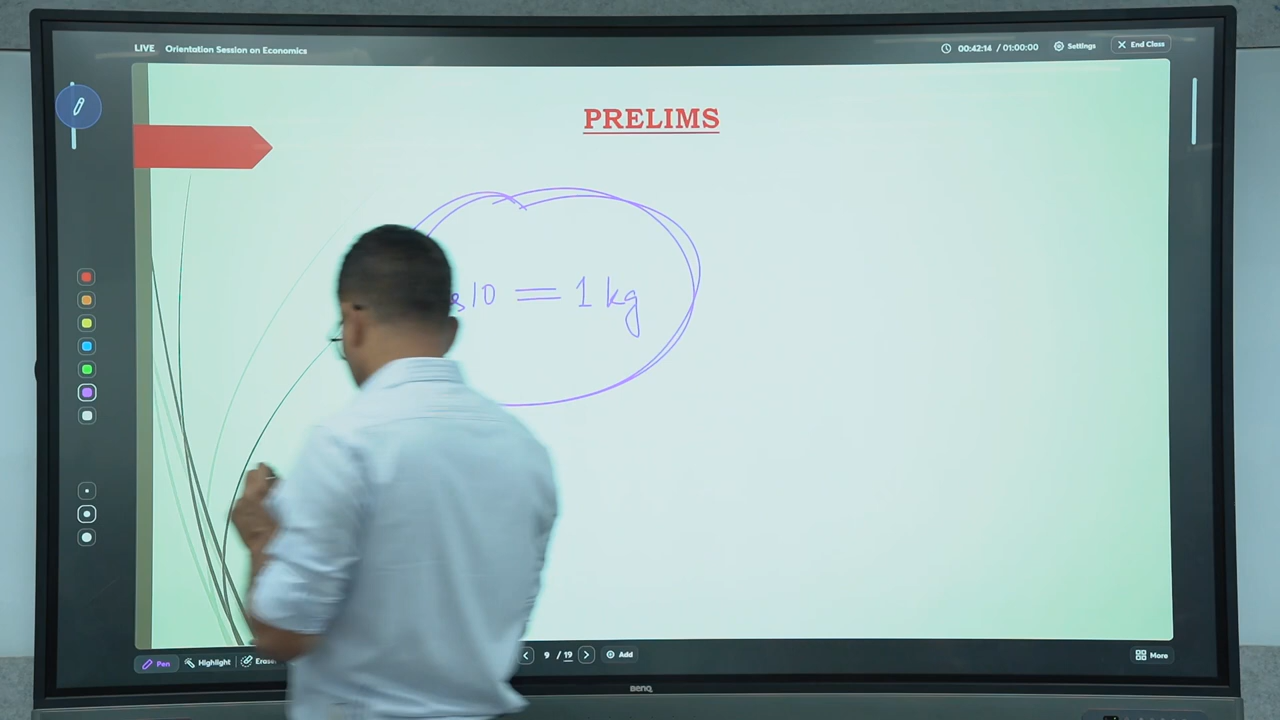 LIVE Orientation Session on Economics
00:42:14 / 01:00:00 Settings End Class
PRELIMS
10 = 1 kg
Pen Highlight 9 / 19 Add More
BenQ